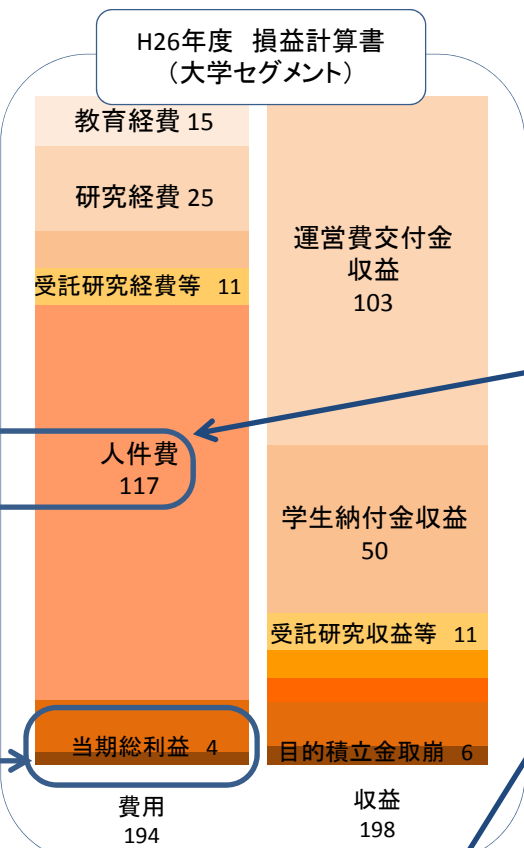 H26年度 損益計算書
(大学セグメント)
教育経費 15
研究経費 25
受託研究経費等 11
人件費
117
当期総利益 4
費用
194
運営費交付金
収益
103
学生納付金収益
50
受託研究収益等 11
目的積立金取崩 6
収益
198